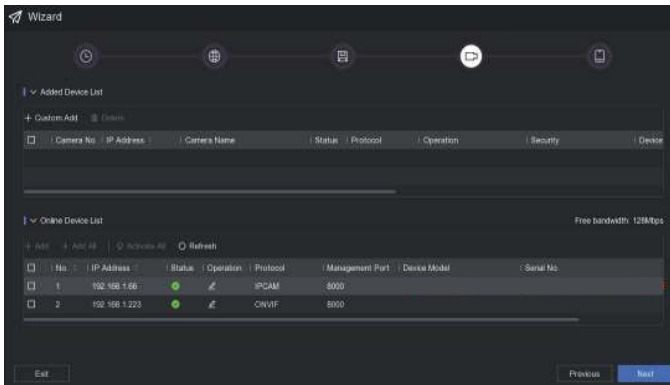 Wizard
Added Device List
+ Custom Add Delete
Camera No. IP Address Camera Name Status Protocol Operation Security Device
Online Device List Free bandwidth: 128Mbps
+ Add + Add All Activate All Refresh
No. IP Address Status Operation Protocol Management Port Device Model Serial No.
1 192.168.1.66 IPCAM 8000
2 192.168.1.223 ONVIF 8000
Exit Previous Next